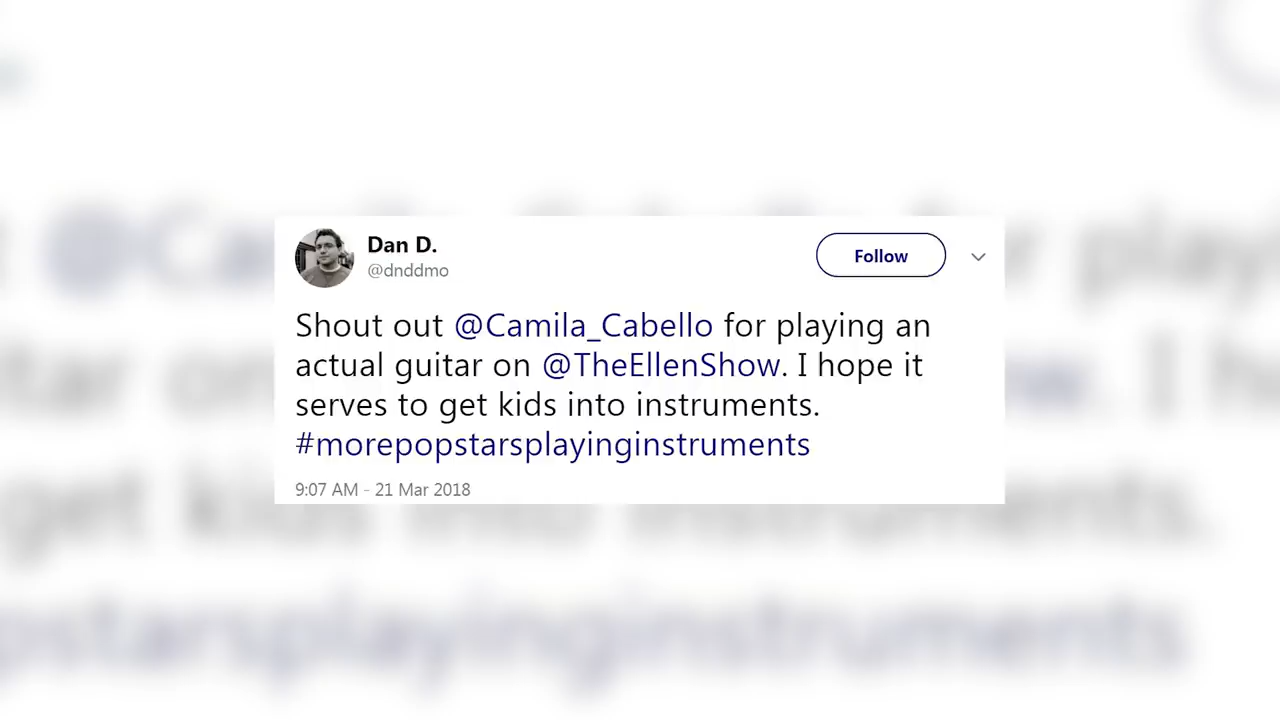 Dan D.
@dnddmo
Follow
Shout out @Camila_Cabello for playing an
actual guitar on @TheEllenShow. I hope it
serves to get kids into instruments.
#morepopstarsplayinginstruments
9:07 AM - 21 Mar 2018